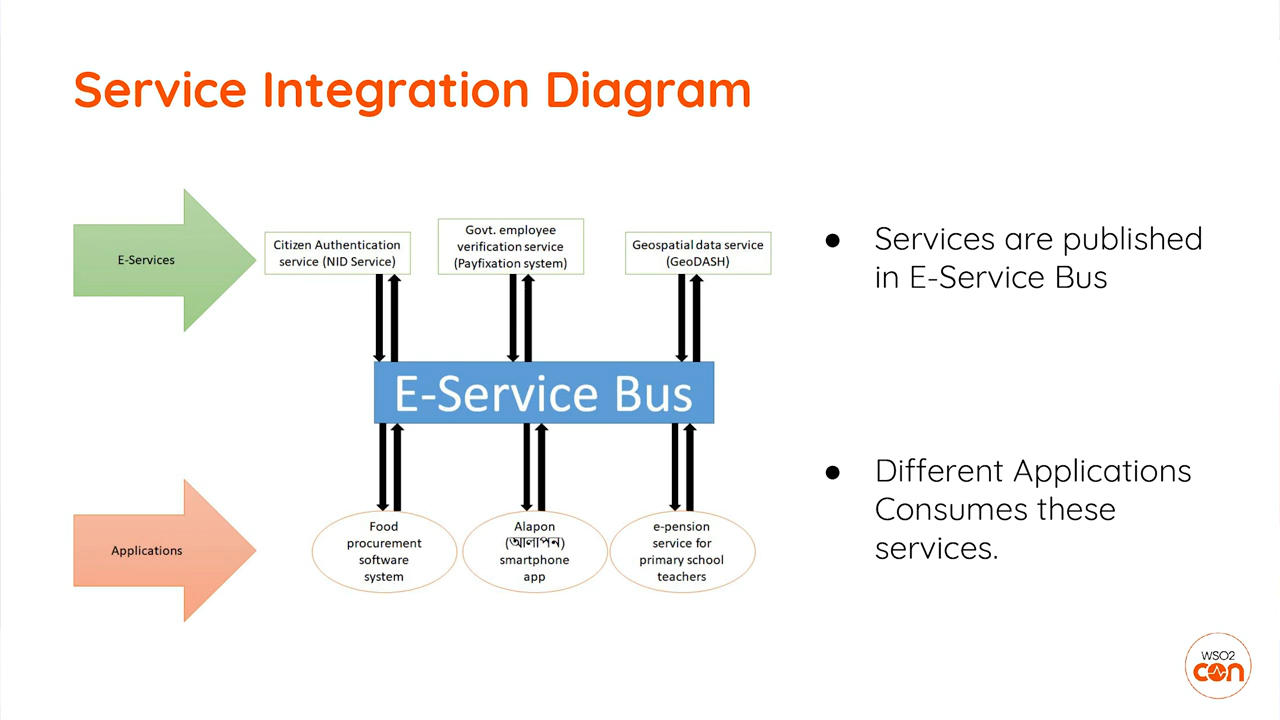 Service Integration Diagram
E-Services
Citizen Authentication
service (NID Service)
Govt. employee
verification service
(Payfixation system)
Geospatial data service
(GeoDASH)
● Services are published
in E-Service Bus
E-Service Bus
● Different Applications
Consumes these
services.
Applications
Food
procurement
software
system
Alapon
(আলাপন)
smartphone
app
e-pension
service for
primary school
teachers
WSO2
con